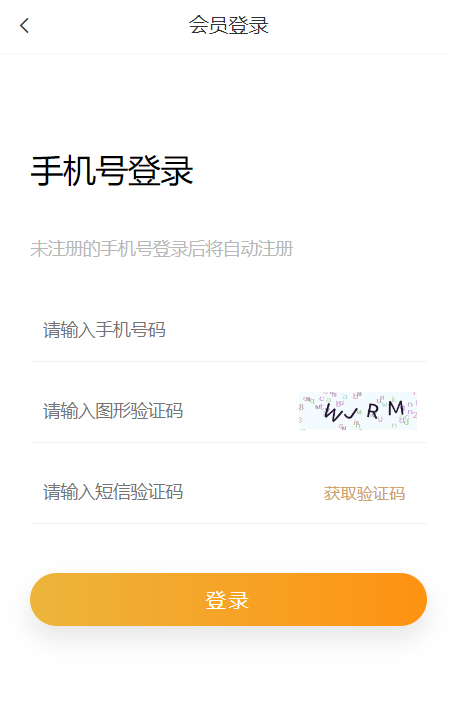 会员登录
手机号登录
未注册的手机号登录后将自动注册
请输入手机号码
请输入图形验证码
请输入短信验证码
获取验证码
登录